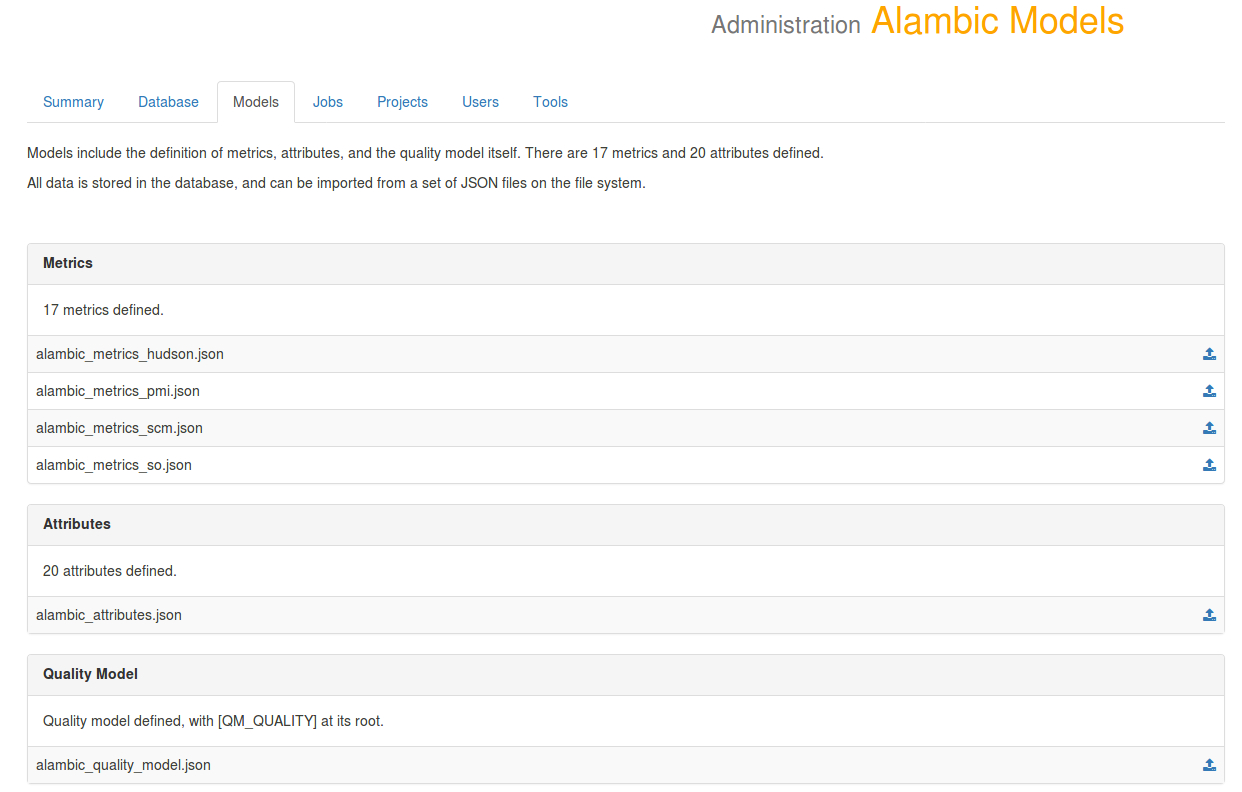 Administration Alambic Models
Summary Database Models Jobs Projects Users Tools
Models include the definition of metrics, attributes, and the quality model itself. There are 17 metrics and 20 attributes defined.
All data is stored in the database, and can be imported from a set of JSON files on the file system.
Metrics
17 metrics defined.
alambic_metrics_hudson.json
alambic_metrics_pmi.json
alambic_metrics_scm.json
alambic_metrics_so.json
Attributes
20 attributes defined.
alambic_attributes.json
Quality Model
Quality model defined, with [QM_QUALITY] at its root.
alambic_quality_model.json